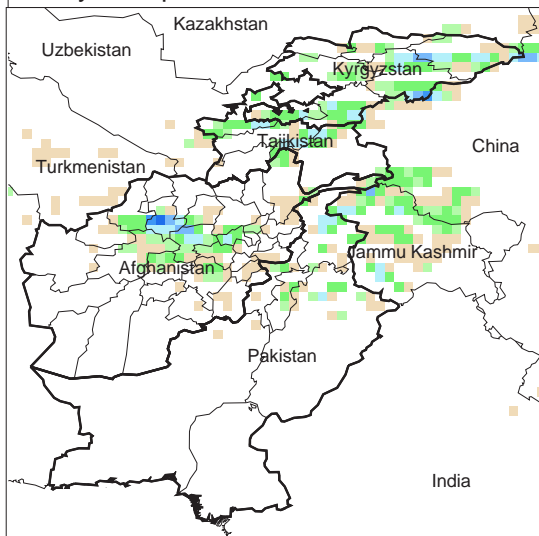 Kazakhstan
Uzbekistan
Kyrgyzstan
Tajikistan
China
Turkmenistan
Jammu Kashmir
Afghanistan
Pakistan
India